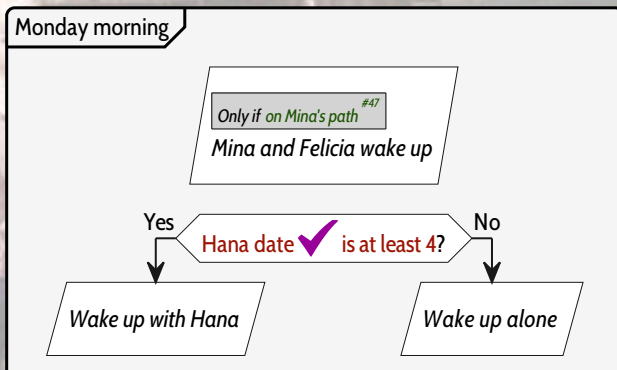 Monday morning
Only if on Mina's path #47
Mina and Felicia wake up
Yes
No
Hana date ✔ is at least 4?
Wake up with Hana
Wake up alone